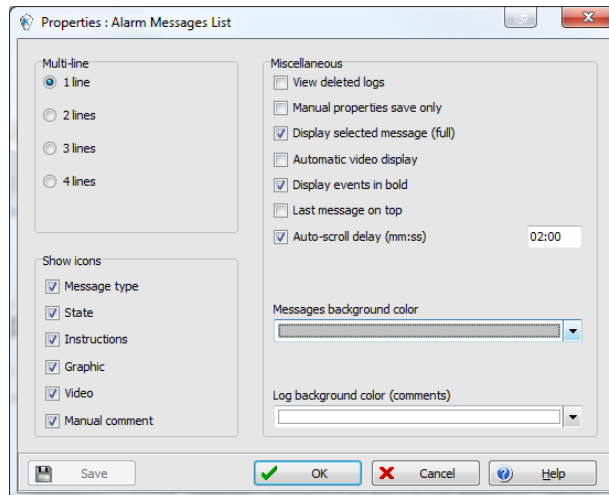 Properties : Alarm Messages List
Multi-line
1 line
2 lines
3 lines
4 lines
Show icons
Message type
State
Instructions
Graphic
Video
Manual comment
Miscellaneous
View deleted logs
Manual properties save only
Display selected message (full)
Automatic video display
Display events in bold
Last message on top
Auto-scroll delay (mm:ss) 02:00
Messages background color
Log background color (comments)
Save OK Cancel Help